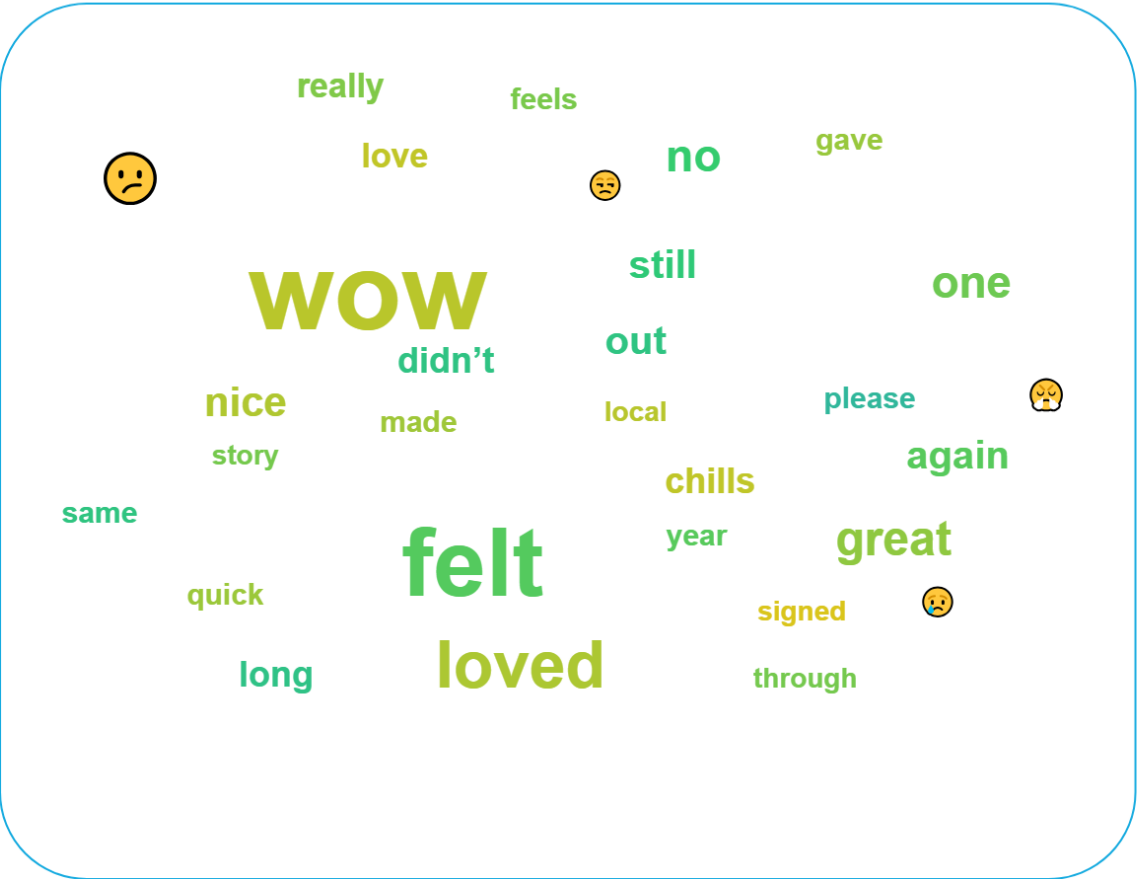 really
feels
gave
love
no
still
one
wow
out
didn’t
nice
made
local
please
story
again
chills
same
year
great
felt
quick
signed
loved
long
through